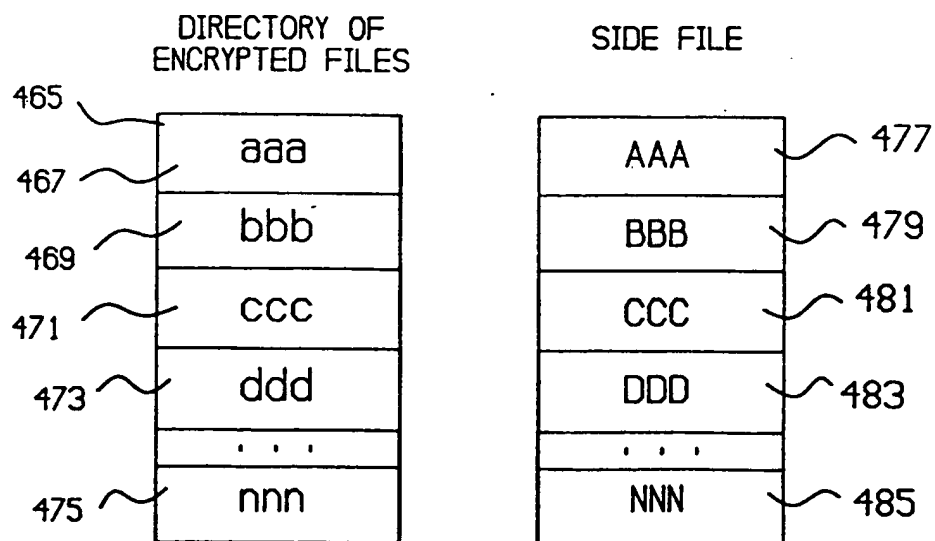 DIRECTORY OF
ENCRYPTED FILES
SIDE FILE
465
467
aaa
469
bbb
471
ccc
473
ddd
. . .
475
nnn
AAA
477
BBB
479
CCC
481
DDD
483
. . .
NNN
485